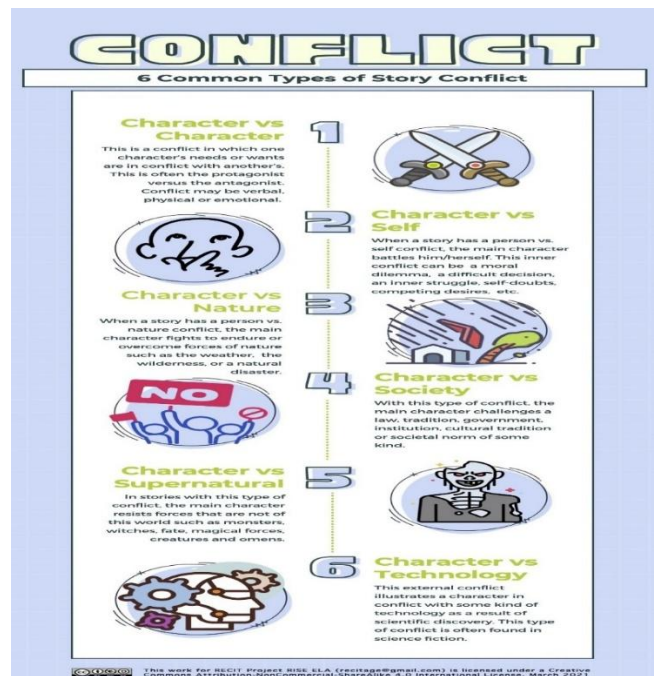 CONFLICT
6 Common Types of Story Conflict
Character vs
Character
This is a conflict in which one
character's needs or wants
are in conflict with another's.
This is often the protagonist
versus the antagonist.
Conflict may be verbal,
physical or emotional.
1
2
Character vs
Self
When a story has a person vs.
self conflict, the main character
battles him/herself. This inner
conflict can be a moral
dilemma, a difficult decision,
an inner struggle, self-doubts,
competing desires, etc.
Character vs
Nature
When a story has a person vs.
nature conflict, the main
character fights to endure or
overcome forces of nature
such as the weather, the
wilderness, or a natural
disaster.
3
NO
4
Character vs
Society
With this type of conflict, the
main character challenges a
law, tradition, government,
institution, cultural tradition
or societal norm of some
kind.
Character vs
Supernatural
In stories with this type of
conflict, the main character
resists forces that are not of
this world such as monsters,
witches, fate, magical forces,
creatures and omens.
5
6
Character vs
Technology
This external conflict
illustrates a character in
conflict with some kind of
technology as a result of
scientific discovery. This type
of conflict is often found in
science fiction.
This work for RECIT Project RISE ELA (recitage@gmail.com) is licensed under a Creative
Commons Attribution-NonCommercial-ShareAlike 4.0 International License, March 2021